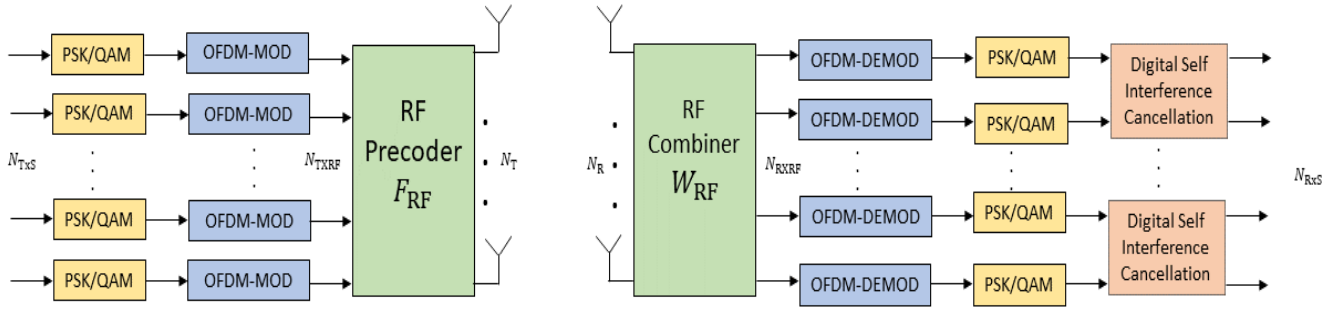 PSK/QAM
OFDM-MOD
PSK/QAM
OFDM-MOD
N_TxS
N_TXRF
PSK/QAM
OFDM-MOD
PSK/QAM
OFDM-MOD
RF
Precoder
F_RF
N_T
N_R
RF
Combiner
W_RF
N_RXRF
OFDM-DEMOD
PSK/QAM
OFDM-DEMOD
PSK/QAM
Digital Self
Interference
Cancellation
OFDM-DEMOD
PSK/QAM
OFDM-DEMOD
PSK/QAM
Digital Self
Interference
Cancellation
N_RxS